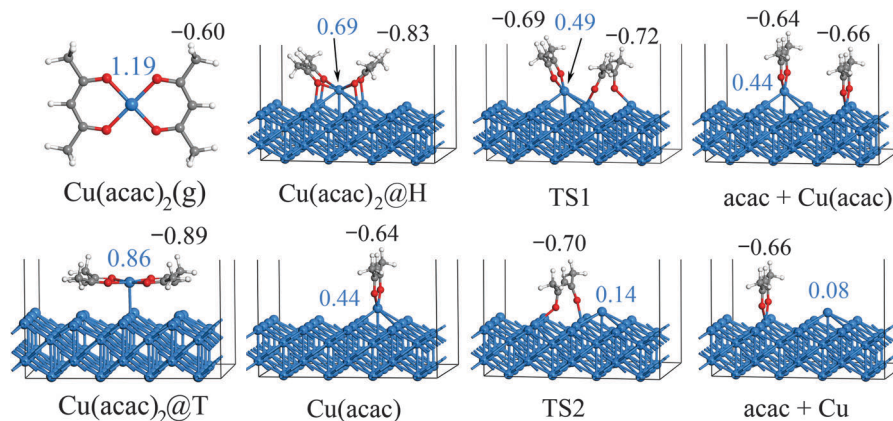 −0.60
1.19
Cu(acac)₂(g)
0.69
−0.83
Cu(acac)₂@H
−0.69
0.49
−0.72
TS1
−0.64
−0.66
0.44
acac + Cu(acac)
−0.89
0.86
Cu(acac)₂@T
−0.64
0.44
Cu(acac)
−0.70
0.14
TS2
−0.66
0.08
acac + Cu